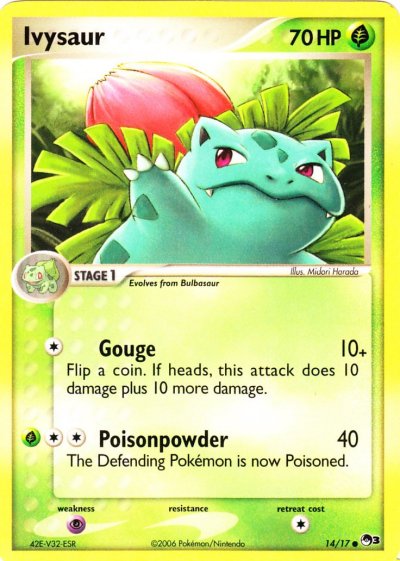 Ivysaur 70 HP
STAGE 1
Evolves from Bulbasaur
Illus. Midori Harada
Gouge 10+
Flip a coin. If heads, this attack does 10
damage plus 10 more damage.
Poisonpowder 40
The Defending Pokémon is now Poisoned.
weakness resistance retreat cost
42E-V32-ESR ©2006 Pokémon/Nintendo 14/17 ● 3